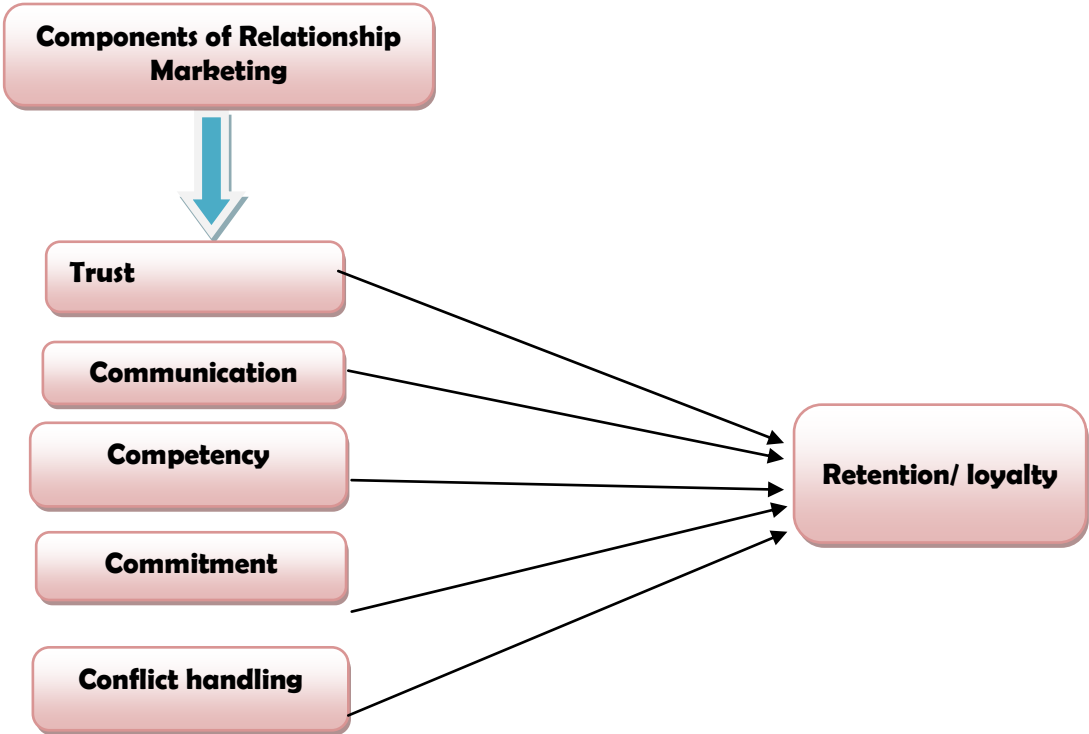 Components of Relationship
Marketing
Trust
Communication
Competency
Retention/ loyalty
Commitment
Conflict handling